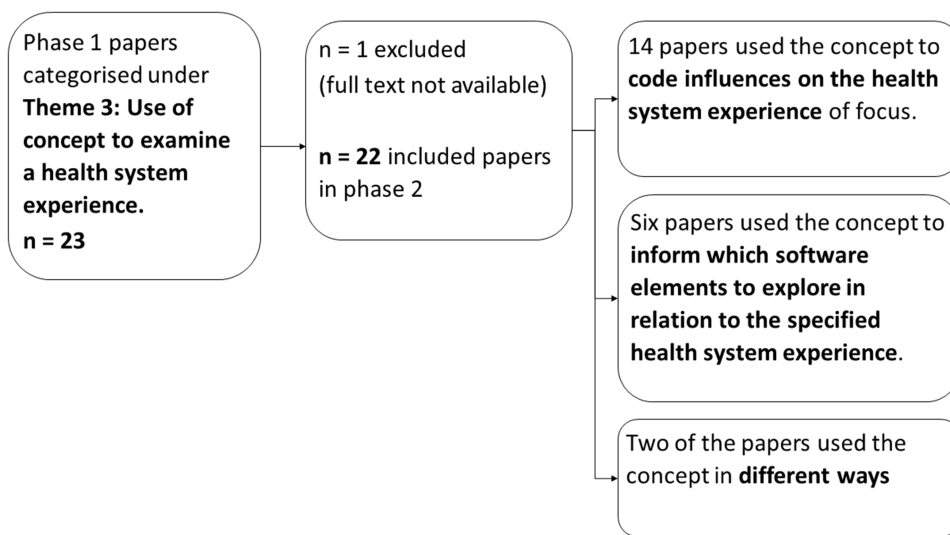 Phase 1 papers
categorised under
Theme 3: Use of
concept to examine
a health system
experience.
n = 23
n = 1 excluded
(full text not available)
n = 22 included papers
in phase 2
14 papers used the concept to
code influences on the health
system experience of focus.
Six papers used the concept to
inform which software
elements to explore in
relation to the specified
health system experience.
Two of the papers used the
concept in different ways